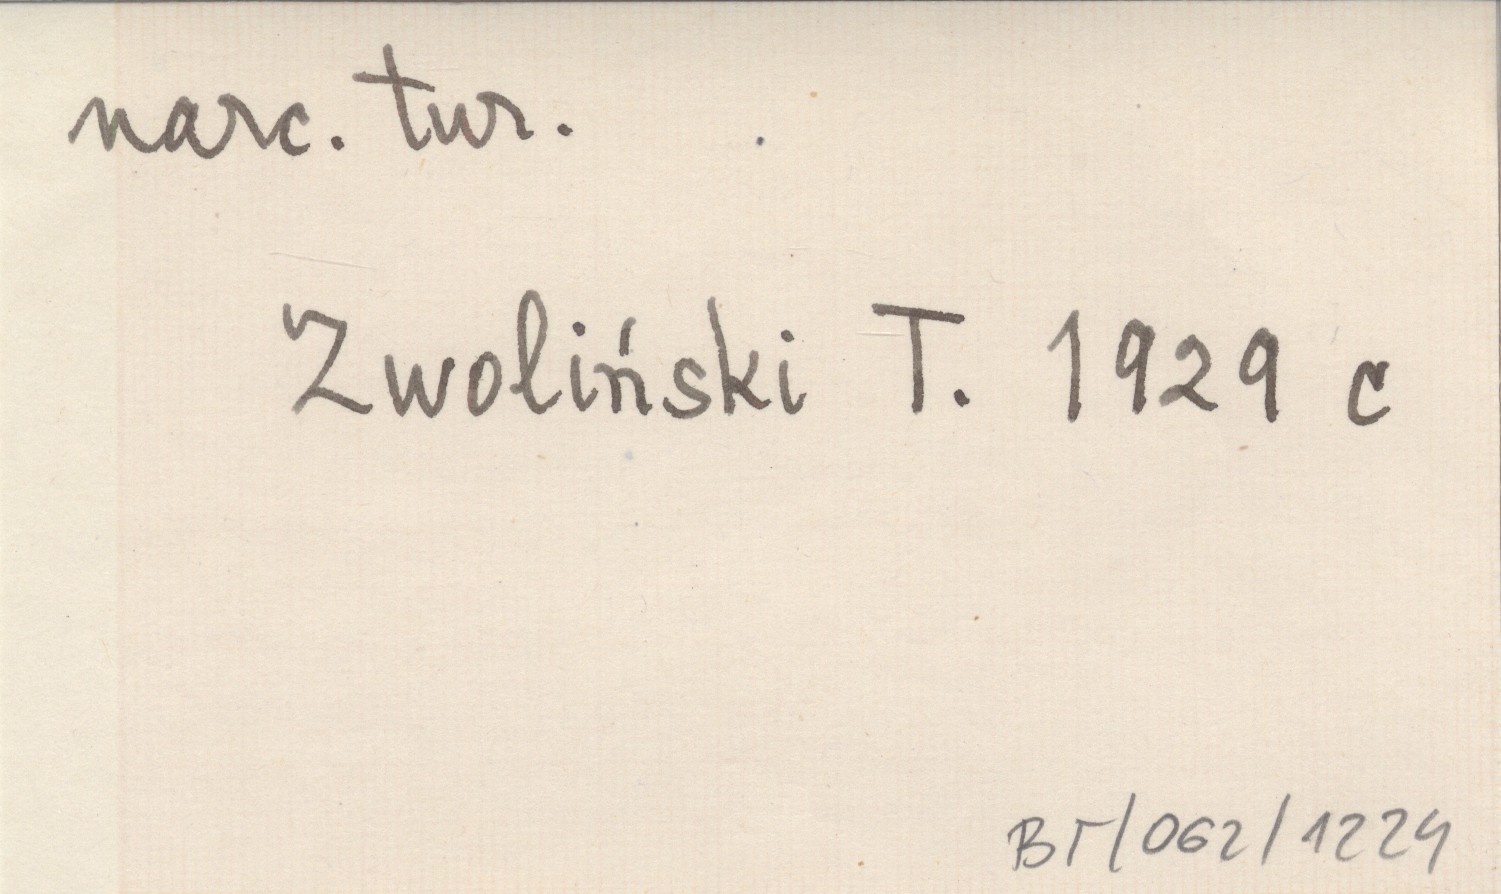 narc. tur.
Zwoliński T. 1929 c
BT/062/1224